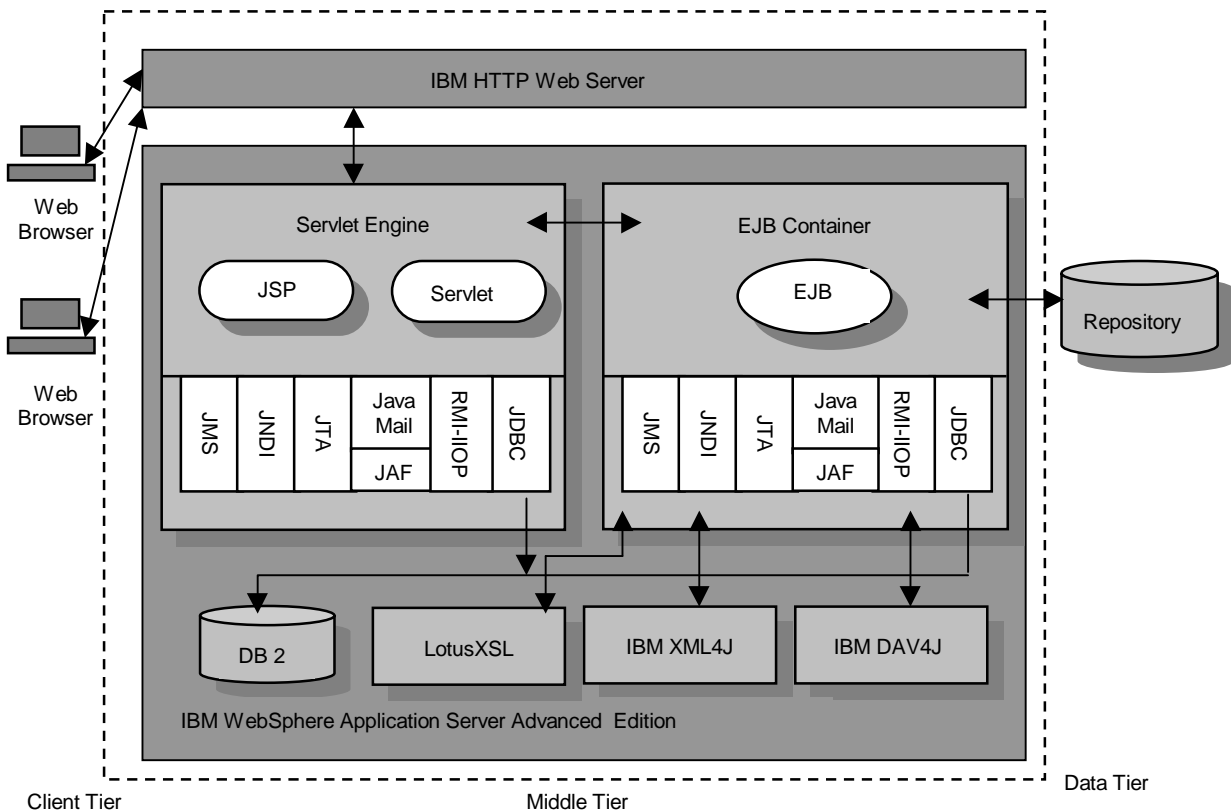 IBM HTTP Web Server
Web
Browser
Web
Browser
Servlet Engine
JSP
Servlet
JMS
JNDI
JTA
Java
Mail
JAF
RMI-IIOP
JDBC
EJB Container
EJB
JMS
JNDI
JTA
Java
Mail
JAF
RMI-IIOP
JDBC
Repository
DB 2
LotusXSL
IBM XML4J
IBM DAV4J
IBM WebSphere Application Server Advanced Edition
Client Tier
Middle Tier
Data Tier